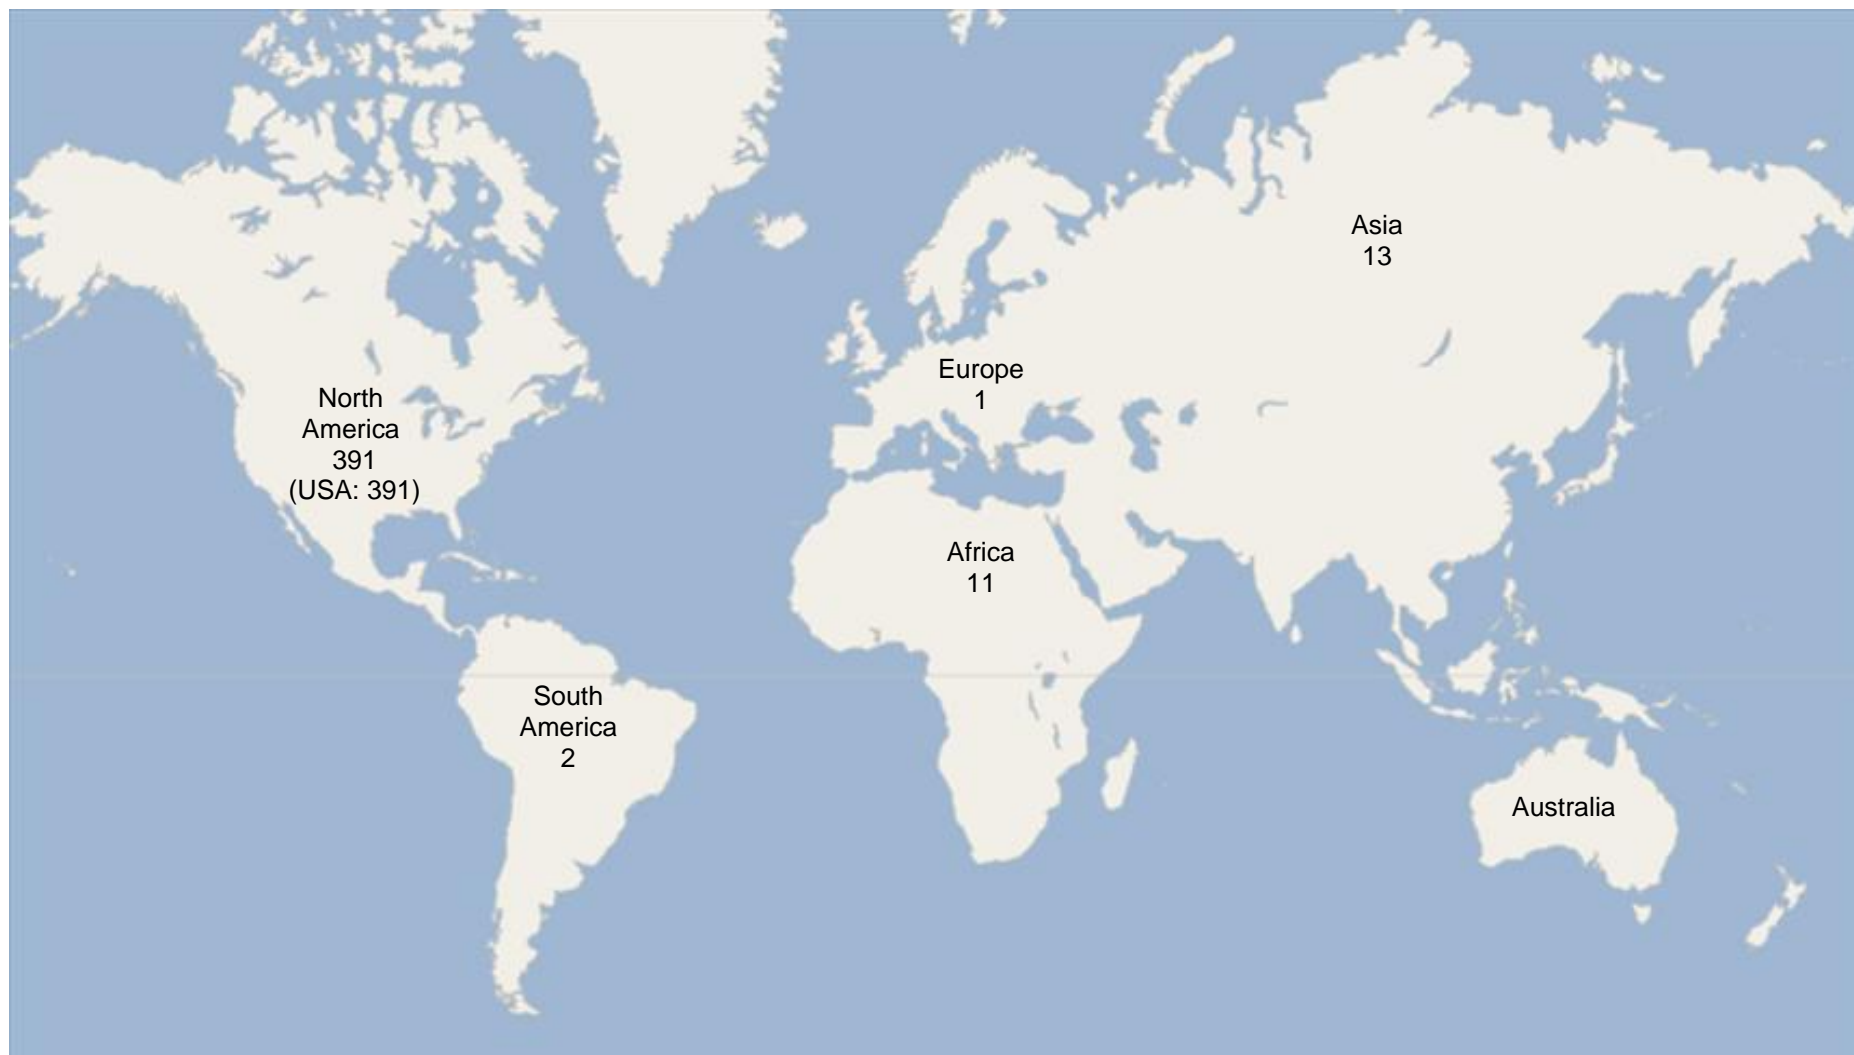 Asia
13
Europe
1
North
America
391
(USA: 391)
Africa
11
South
America
2
Australia